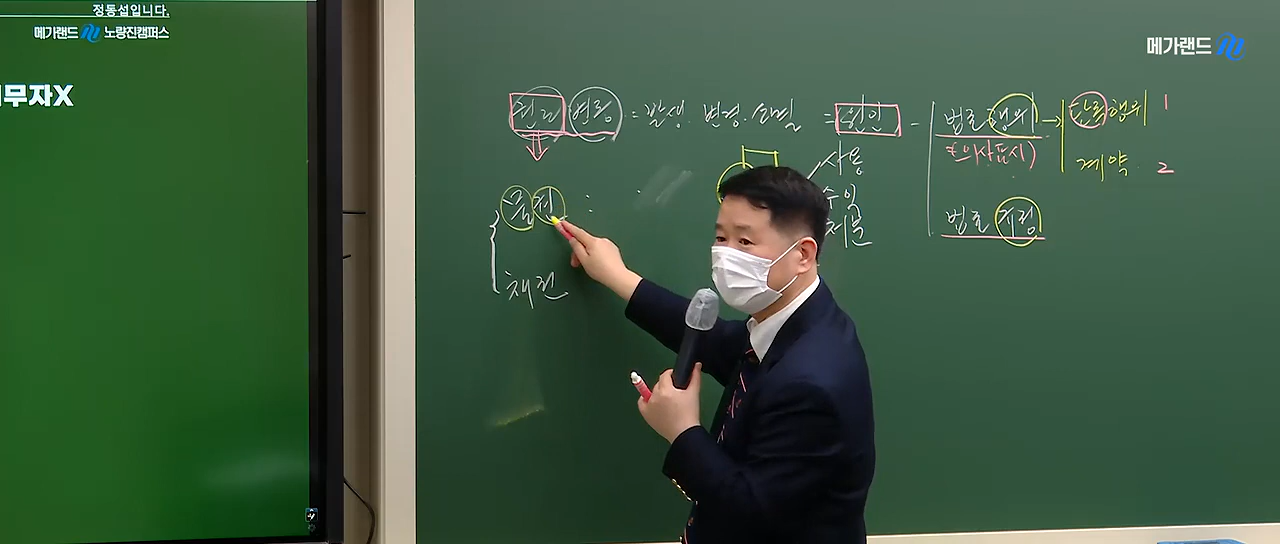 정동섭입니다.
메가랜드 노량진캠퍼스
메가랜드
무자X
권리 변동 = 발생. 변경. 소멸 = 원인 - 법률행위 → 단독행위 1
(의사표시)
계약 2
법률규정
사용
수익
처분
물권 :
채권